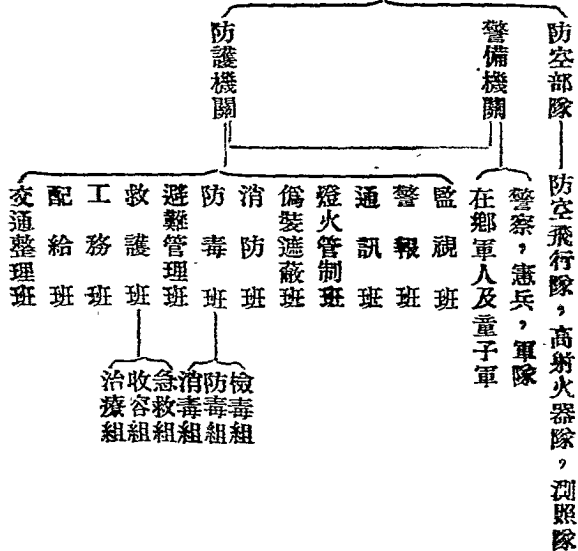 防空部隊
防空飛行隊，高射火器隊，測照隊
警備機關
警察，憲兵，軍隊
在鄉軍人及童子軍
防護機關
監視班
警報班
通訊班
燈火管制班
偽裝遮蔽班
消防班
防毒班
檢毒組
防毒組
消毒組
避難管理班
救護班
急救組
收容組
治療組
工務班
配給班
交通整理班